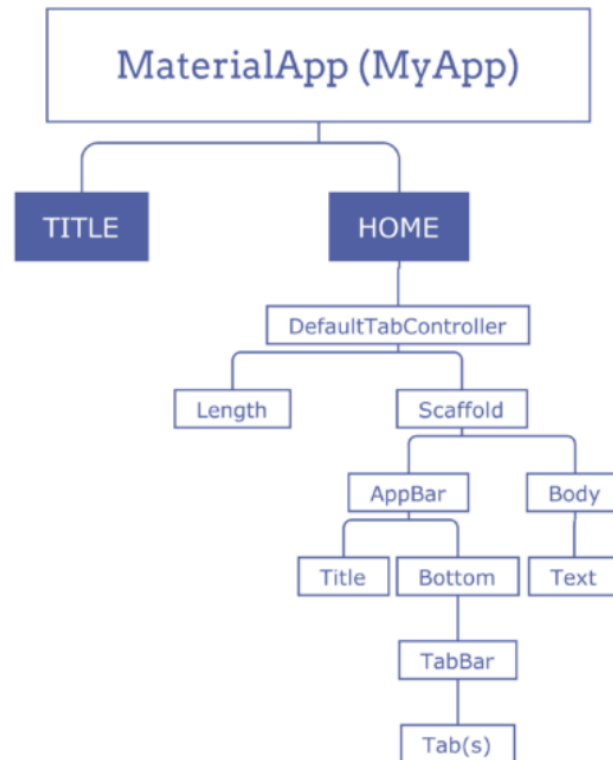 MaterialApp (MyApp)
TITLE
HOME
DefaultTabController
Length
Scaffold
AppBar
Body
Title
Bottom
Text
TabBar
Tab(s)